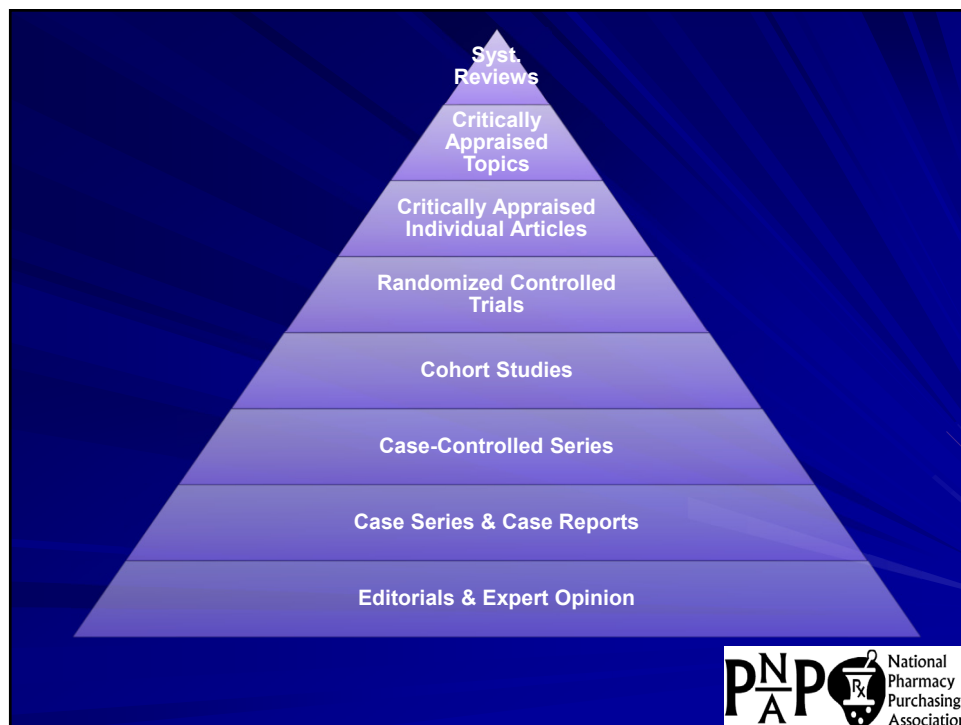 Syst.
Reviews
Critically
Appraised
Topics
Critically Appraised
Individual Articles
Randomized Controlled
Trials
Cohort Studies
Case-Controlled Series
Case Series & Case Reports
Editorials & Expert Opinion
PNAP
Rx
National
Pharmacy
Purchasing
Association